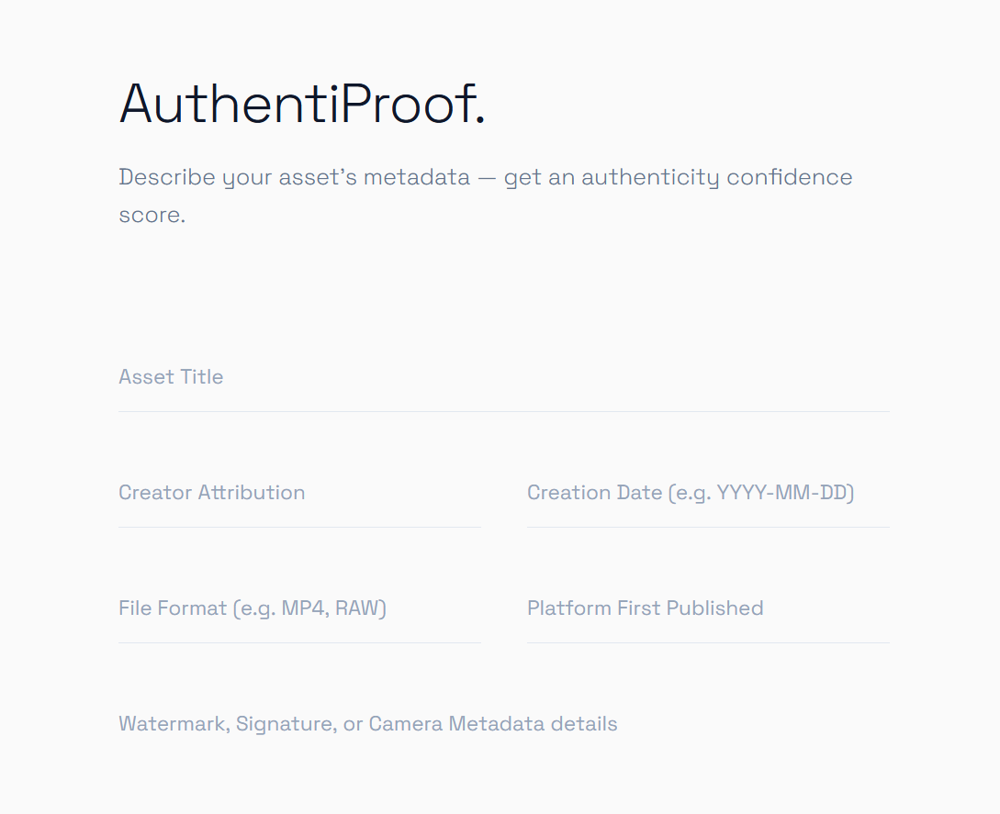 AuthentiProof.
Describe your asset’s metadata — get an authenticity confidence
score.
Asset Title
Creator Attribution
Creation Date (e.g. YYYY-MM-DD)
File Format (e.g. MP4, RAW)
Platform First Published
Watermark, Signature, or Camera Metadata details